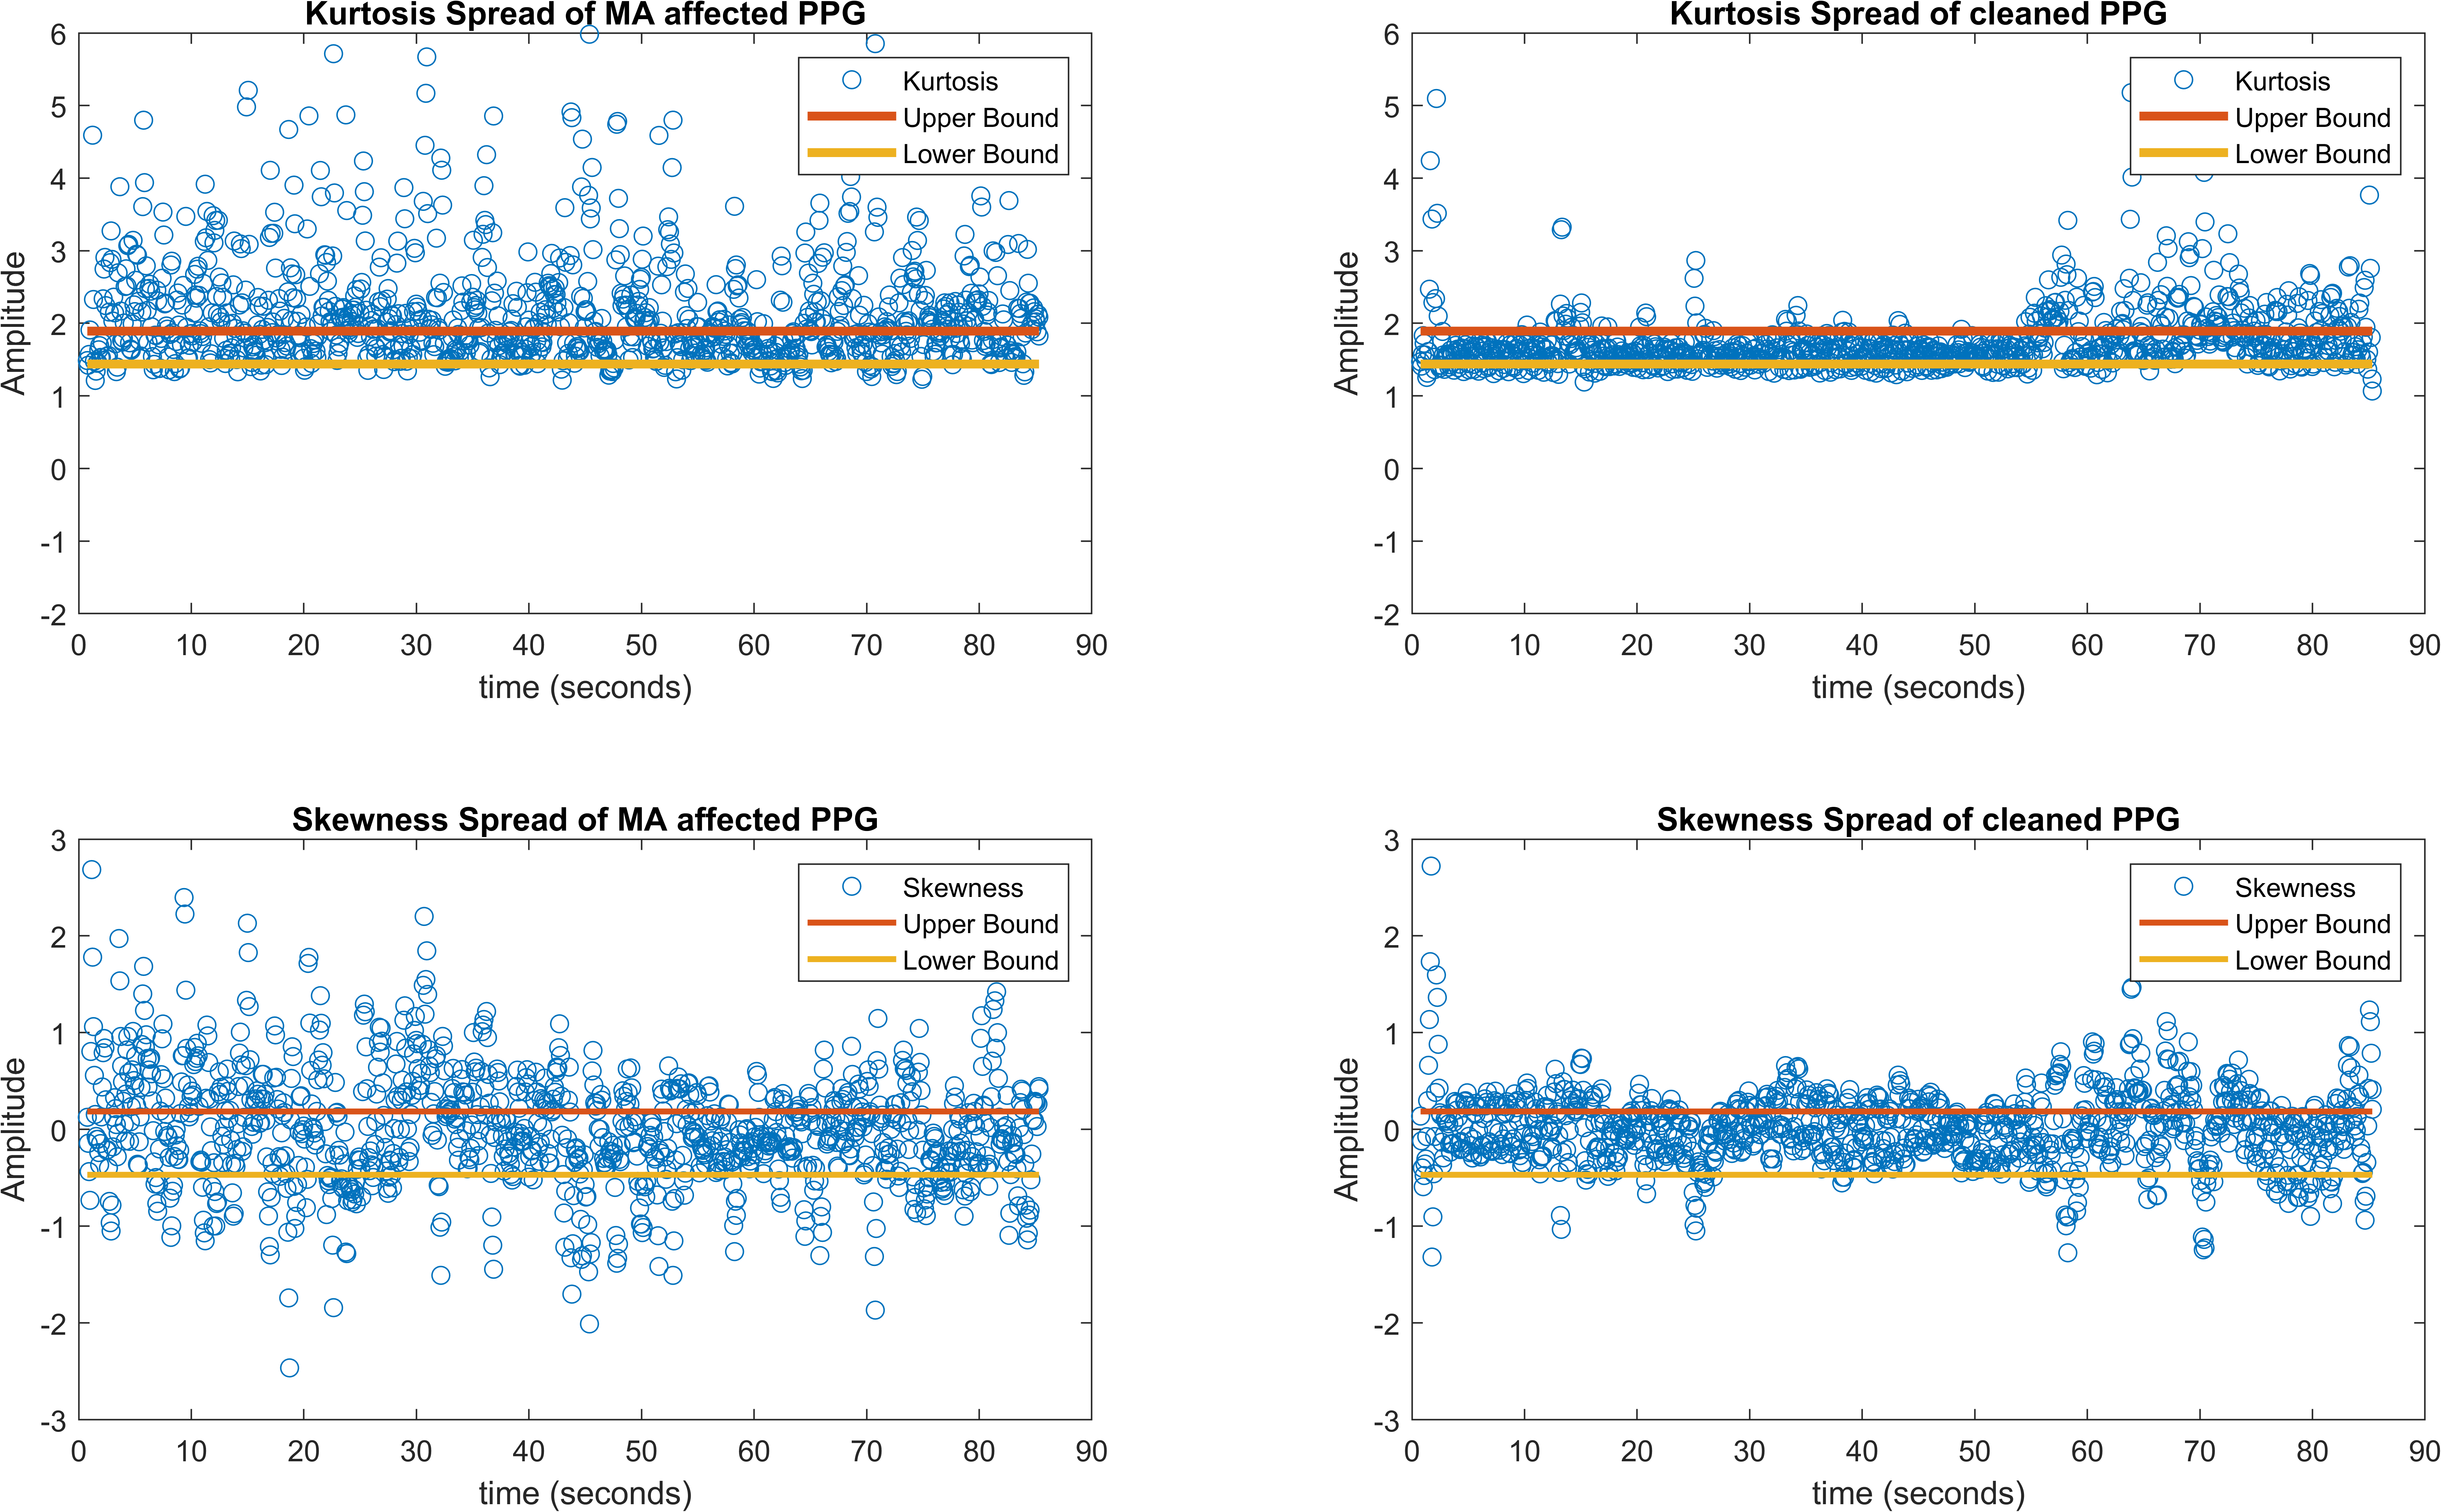 Kurtosis Spread of MA affected PPG
6
5
4
3
2
1
0
-1
-2
Amplitude
Kurtosis
Upper Bound
Lower Bound
0 10 20 30 40 50 60 70 80 90
time (seconds)
Kurtosis Spread of cleaned PPG
6
5
4
3
2
1
0
-1
-2
Amplitude
Kurtosis
Upper Bound
Lower Bound
0 10 20 30 40 50 60 70 80 90
time (seconds)
Skewness Spread of MA affected PPG
3
2
1
0
-1
-2
-3
Amplitude
Skewness
Upper Bound
Lower Bound
0 10 20 30 40 50 60 70 80 90
time (seconds)
Skewness Spread of cleaned PPG
3
2
1
0
-1
-2
-3
Amplitude
Skewness
Upper Bound
Lower Bound
0 10 20 30 40 50 60 70 80 90
time (seconds)